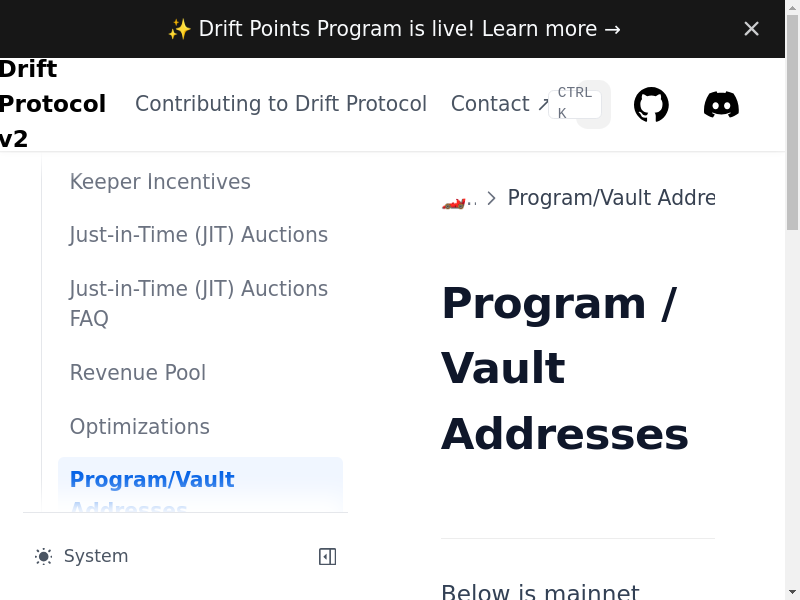 ✨ Drift Points Program is live! Learn more →
Drift
Protocol
v2
Contributing to Drift Protocol
Contact ↗
CTRL
K
Keeper Incentives
Just-in-Time (JIT) Auctions
Just-in-Time (JIT) Auctions
FAQ
Revenue Pool
Optimizations
Program/Vault
Addresses
System
🏎️.. > Program/Vault Addre
Program /
Vault
Addresses
Below is mainnet